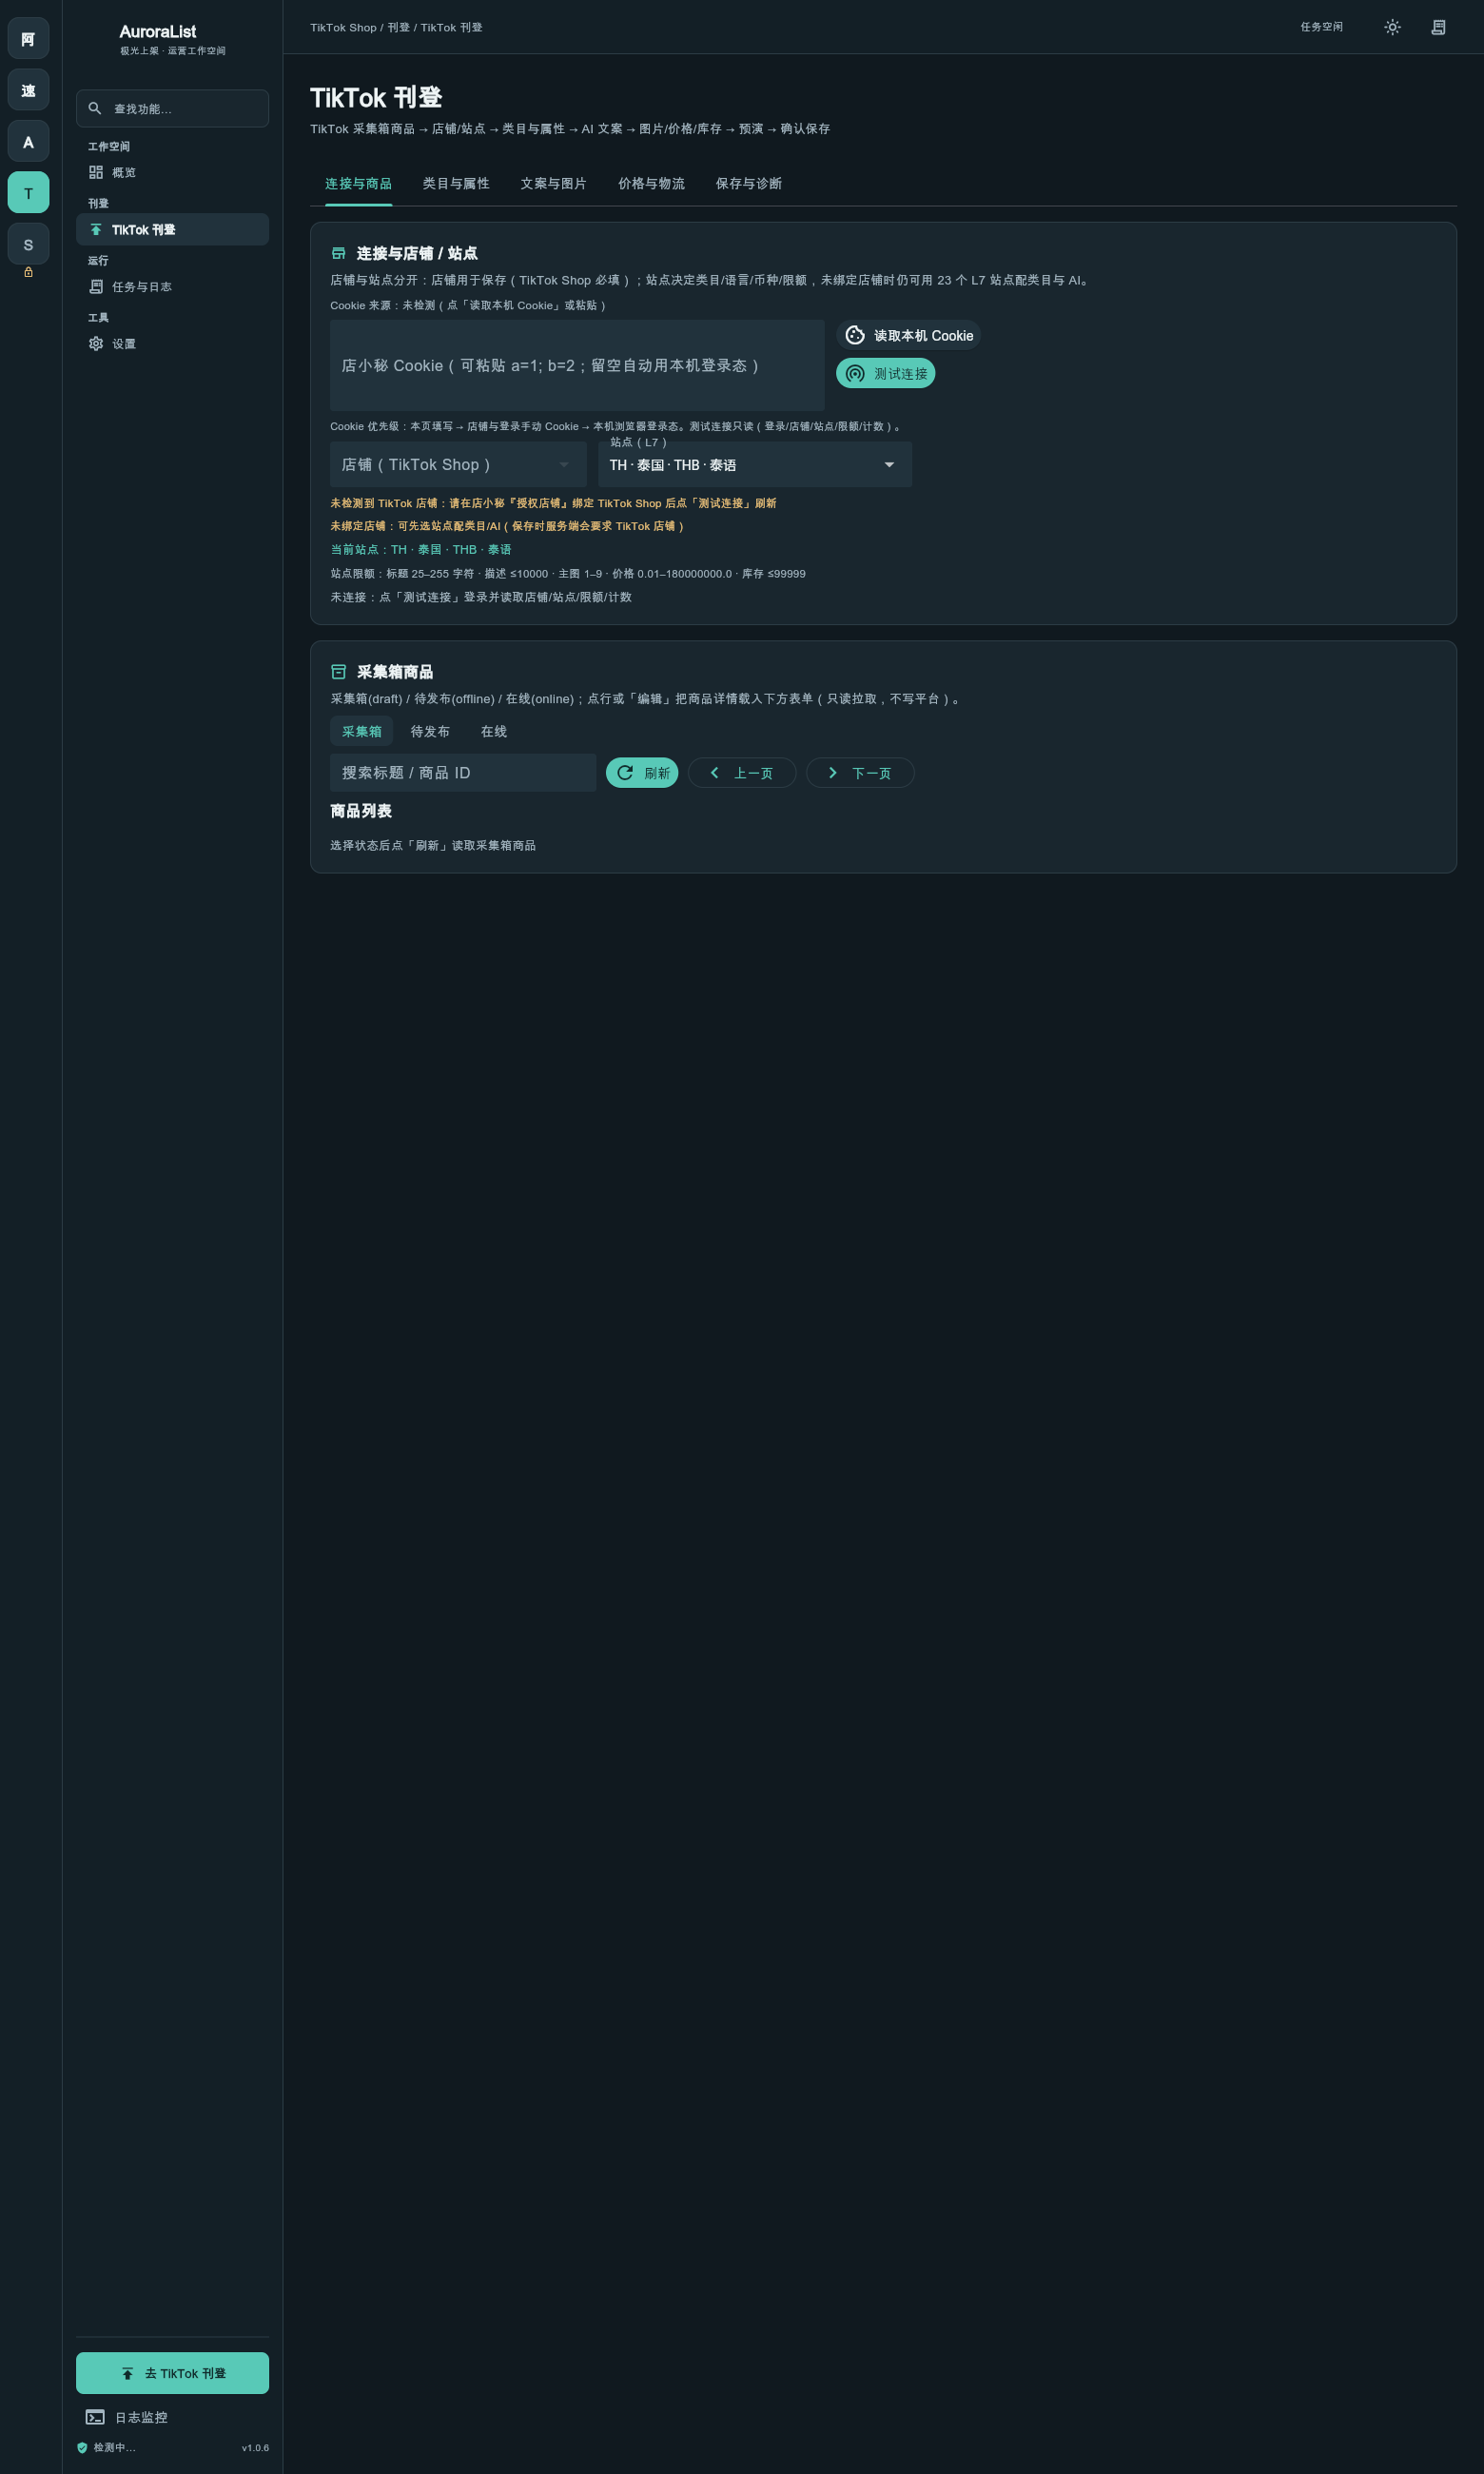 阿
速
A
T
S
AuroraList
极光上架 · 运营工作空间
查找功能...
工作空间
概览
刊登
TikTok 刊登
运行
任务与日志
工具
设置
TikTok Shop / 刊登 / TikTok 刊登
任务空闲
TikTok 刊登
TikTok 采集箱商品 → 店铺/站点 → 类目与属性 → AI 文案 → 图片/价格/库存 → 预演 → 确认保存
连接与商品
类目与属性
文案与图片
价格与物流
保存与诊断
连接与店铺 / 站点
店铺与站点分开：店铺用于保存（TikTok Shop 必填）；站点决定类目/语言/币种/限额，未绑定店铺时仍可用 23 个 L7 站点配类目与 AI。
Cookie 来源：未检测（点「读取本机 Cookie」或粘贴）
店小秘 Cookie（可粘贴 a=1; b=2；留空自动用本机登录态）
读取本机 Cookie
测试连接
Cookie 优先级：本页填写 → 店铺与登录手动 Cookie → 本机浏览器登录态。测试连接只读（登录/店铺/站点/限额/计数）。
店铺（TikTok Shop）
站点（L7）
TH · 泰国 · THB · 泰语
未检测到 TikTok 店铺：请在店小秘『授权店铺』绑定 TikTok Shop 后点「测试连接」刷新
未绑定店铺：可先选站点配类目/AI（保存时服务端会要求 TikTok 店铺）
当前站点：TH · 泰国 · THB · 泰语
站点限额：标题 25–255 字符 · 描述 ≤10000 · 主图 1–9 · 价格 0.01–180000000.0 · 库存 ≤99999
未连接：点「测试连接」登录并读取店铺/站点/限额/计数
采集箱商品
采集箱(draft) / 待发布(offline) / 在线(online)；点行或「编辑」把商品详情载入下方表单（只读拉取，不写平台）。
采集箱
待发布
在线
搜索标题 / 商品 ID
刷新
上一页
下一页
商品列表
选择状态后点「刷新」读取采集箱商品
去 TikTok 刊登
日志监控
检测中...
v1.0.6